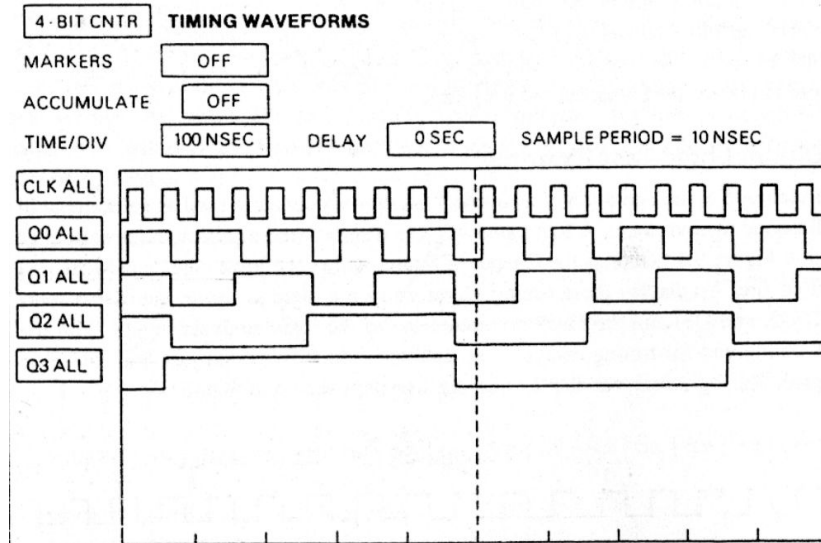 4-BIT CNTR TIMING WAVEFORMS
MARKERS OFF
ACCUMULATE OFF
TIME/DIV 100 NSEC DELAY 0 SEC SAMPLE PERIOD = 10 NSEC
CLK ALL
Q0 ALL
Q1 ALL
Q2 ALL
Q3 ALL